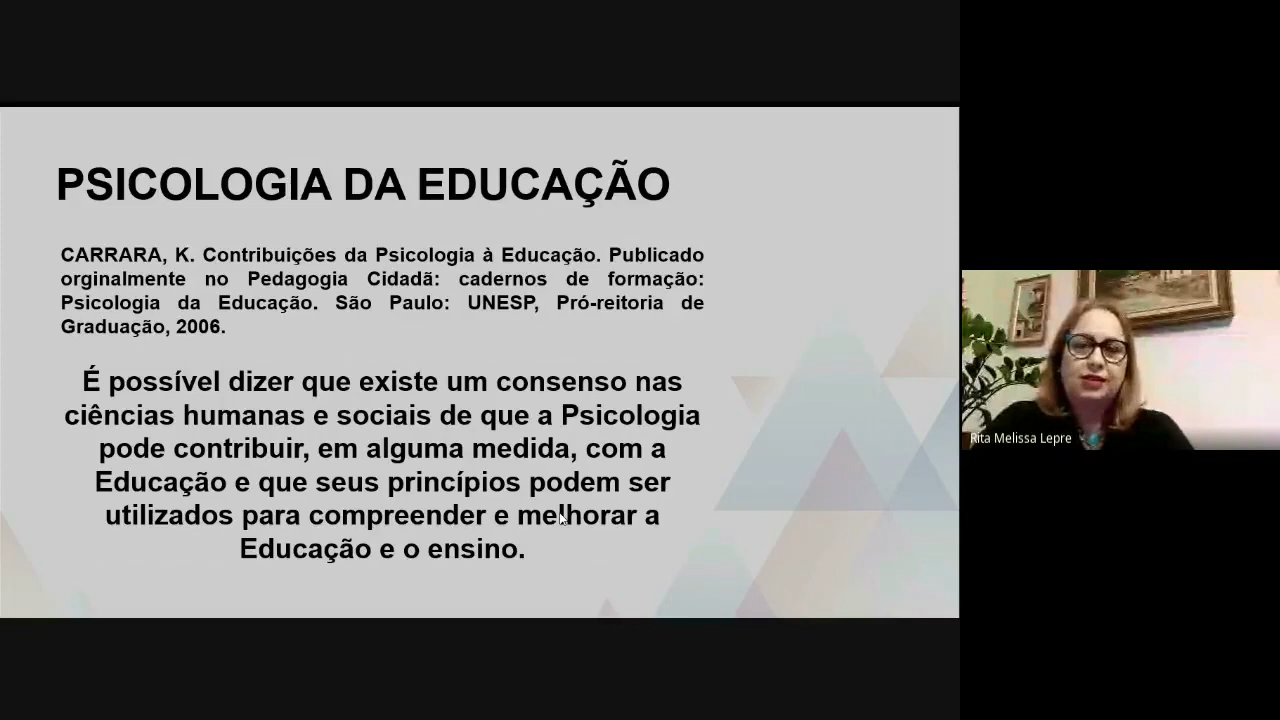 PSICOLOGIA DA EDUCAÇÃO
CARRARA, K. Contribuições da Psicologia à Educação. Publicado
orginalmente no Pedagogia Cidadã: cadernos de formação:
Psicologia da Educação. São Paulo: UNESP, Pró-reitoria de
Graduação, 2006.
É possível dizer que existe um consenso nas
ciências humanas e sociais de que a Psicologia
pode contribuir, em alguma medida, com a
Educação e que seus princípios podem ser
utilizados para compreender e melhorar a
Educação e o ensino.
Rita Melissa Lepre